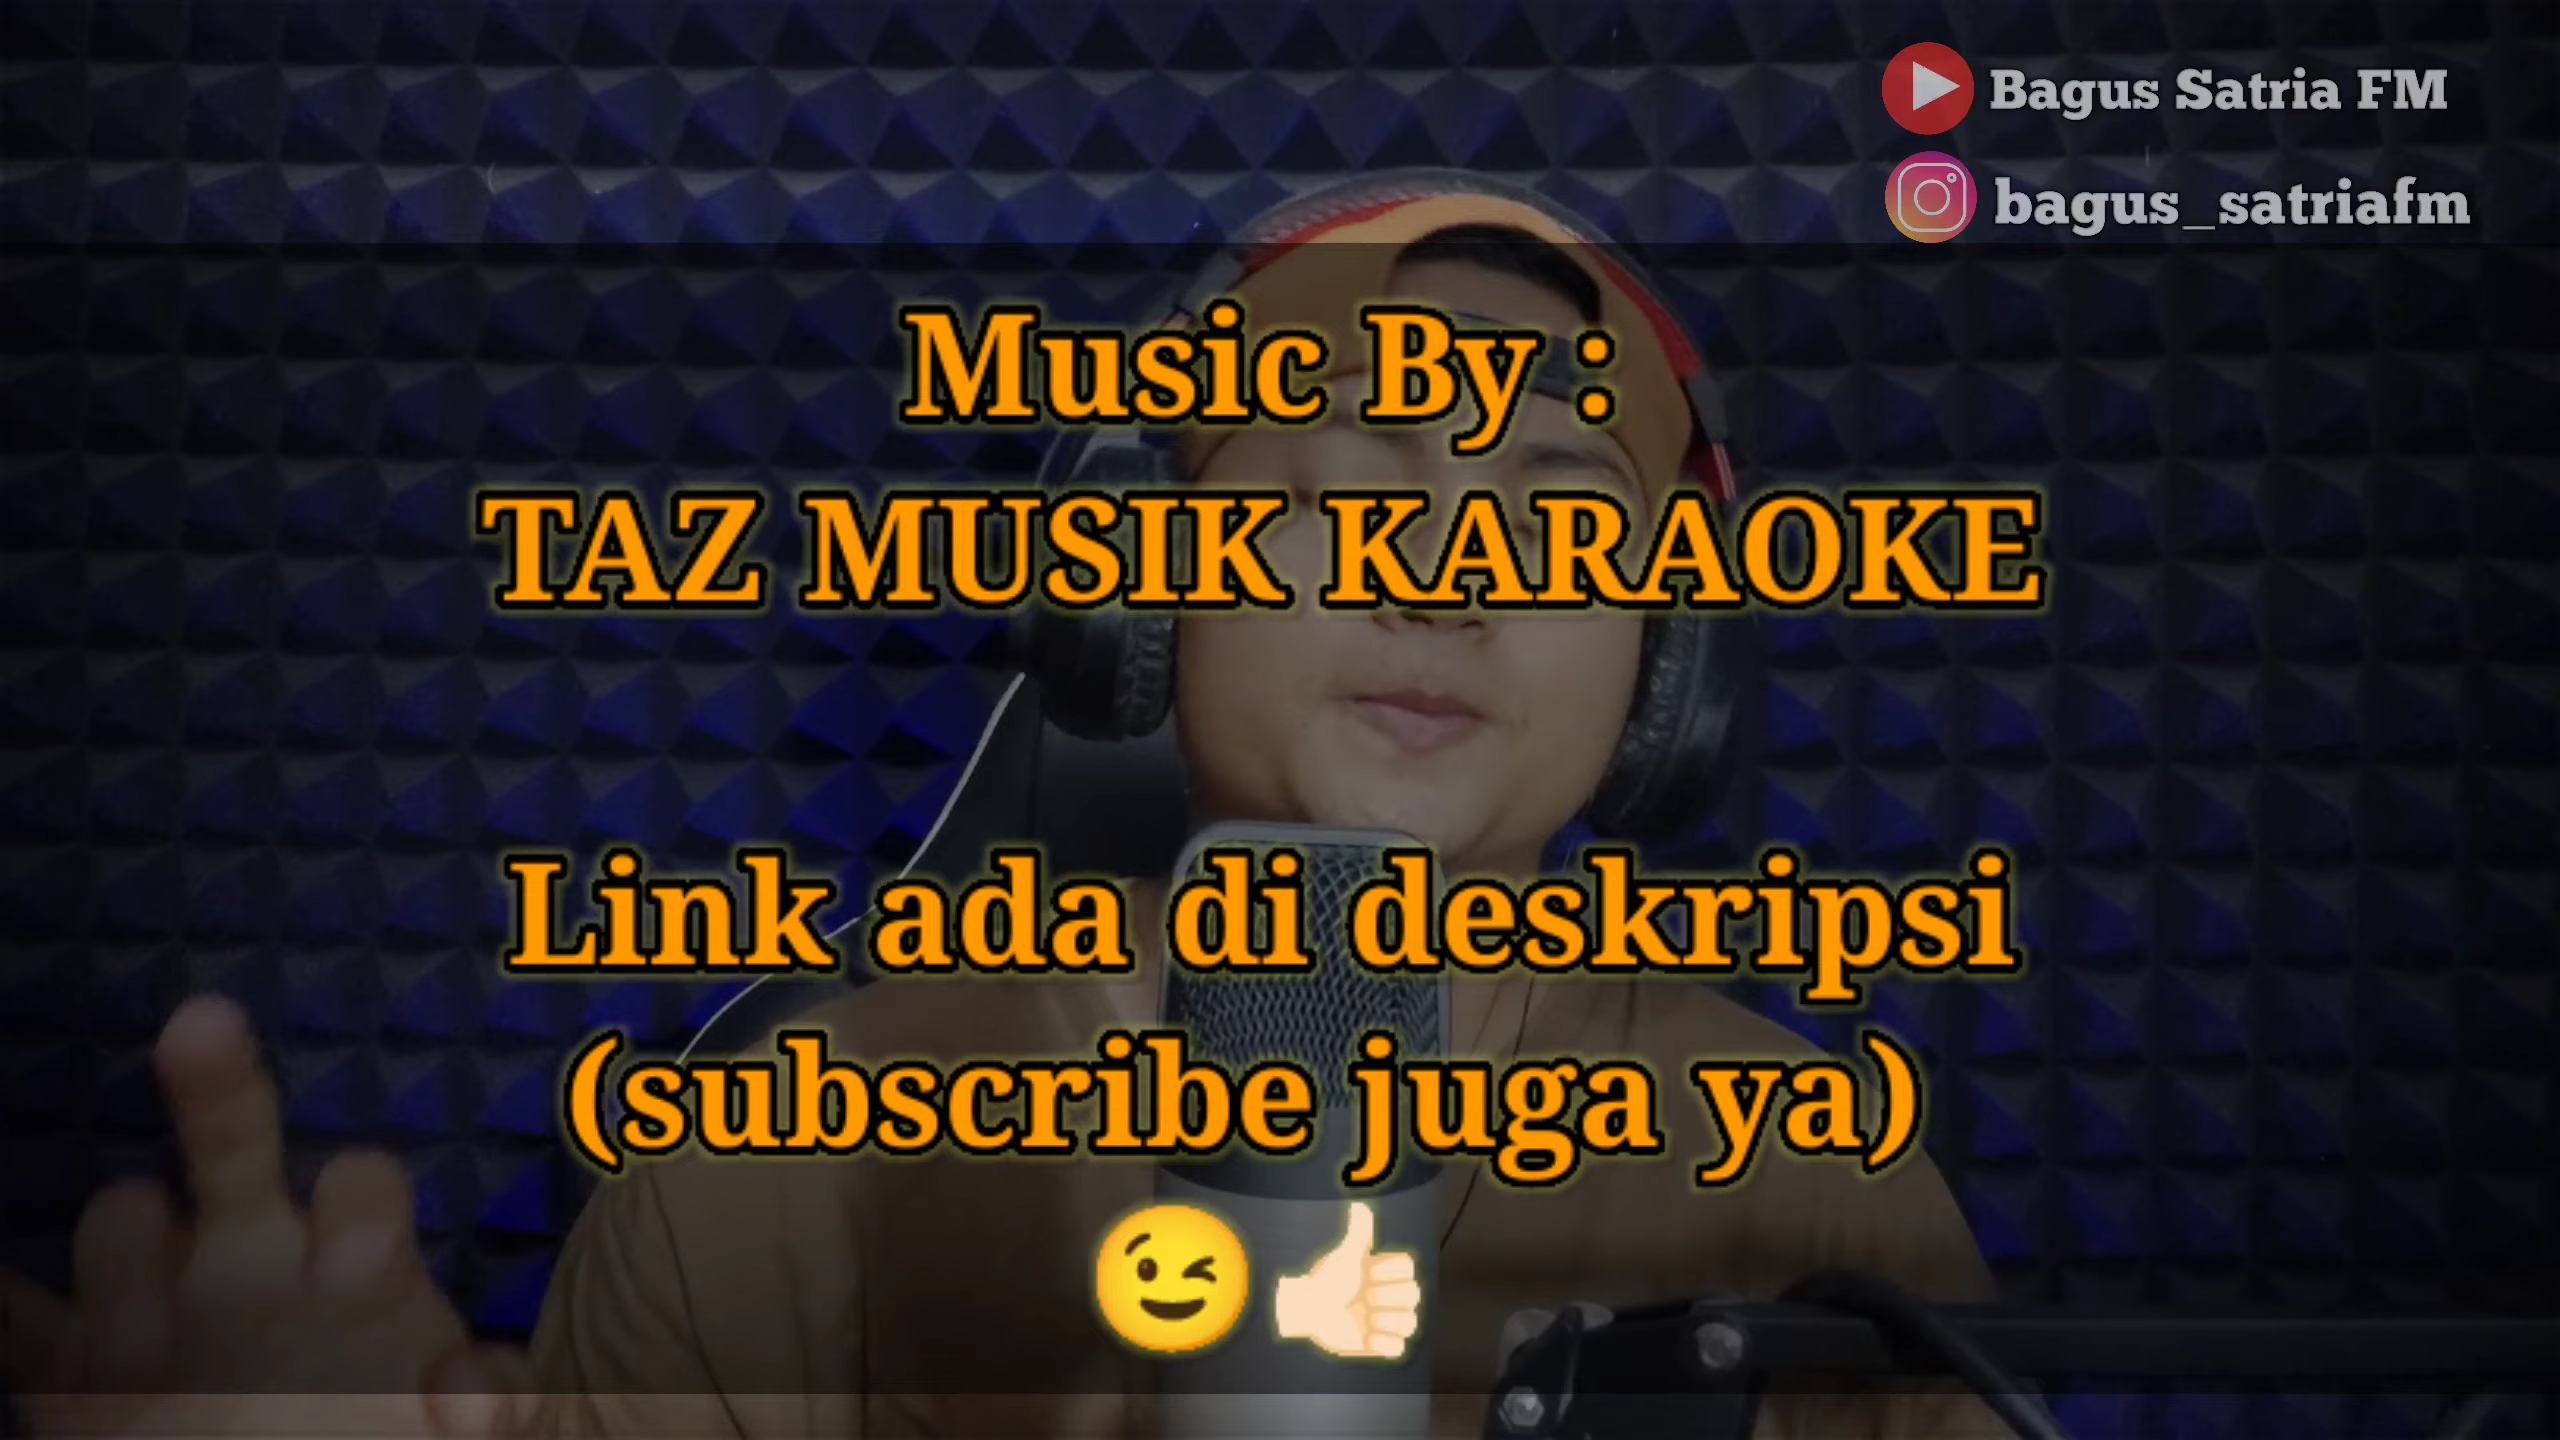 Bagus Satria FM
bagus_satriafm
Music By :
TAZ MUSIK KARAOKE
Link ada di deskripsi
(subscribe juga ya)
😉👍🏻